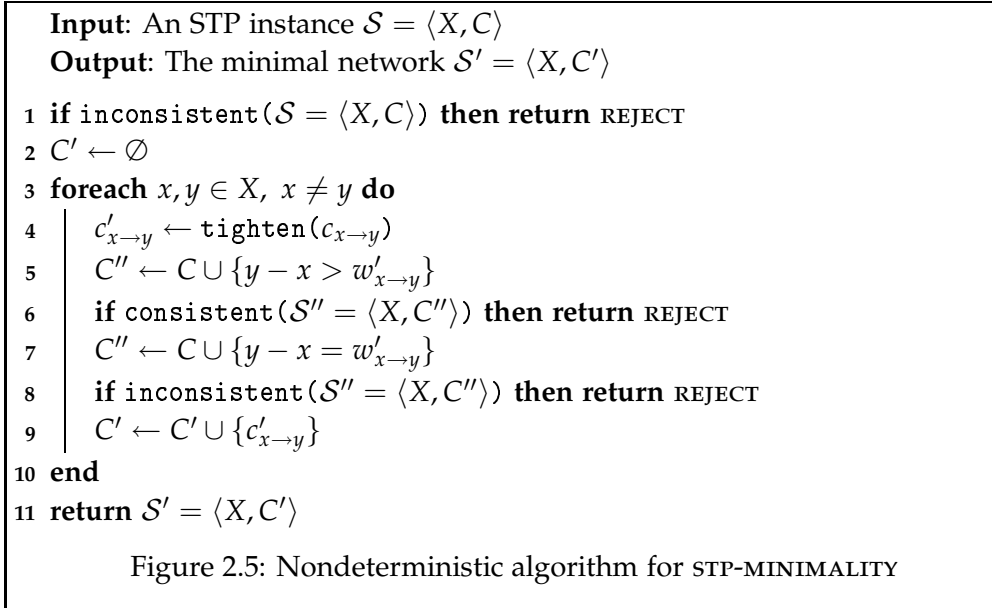 Input: An STP instance 𝒮 = ⟨X, C⟩
Output: The minimal network 𝒮′ = ⟨X, C′⟩
1 if inconsistent(𝒮 = ⟨X, C⟩) then return REJECT
2 C′ ← ∅
3 foreach x, y ∈ X, x ≠ y do
4 c′ₓ→ᵧ ← tighten(cₓ→ᵧ)
5 C″ ← C ∪ {y − x > w′ₓ→ᵧ}
6 if consistent(𝒮″ = ⟨X, C″⟩) then return REJECT
7 C″ ← C ∪ {y − x = w′ₓ→ᵧ}
8 if inconsistent(𝒮″ = ⟨X, C″⟩) then return REJECT
9 C′ ← C′ ∪ {c′ₓ→ᵧ}
10 end
11 return 𝒮′ = ⟨X, C′⟩
Figure 2.5: Nondeterministic algorithm for STP-MINIMALITY